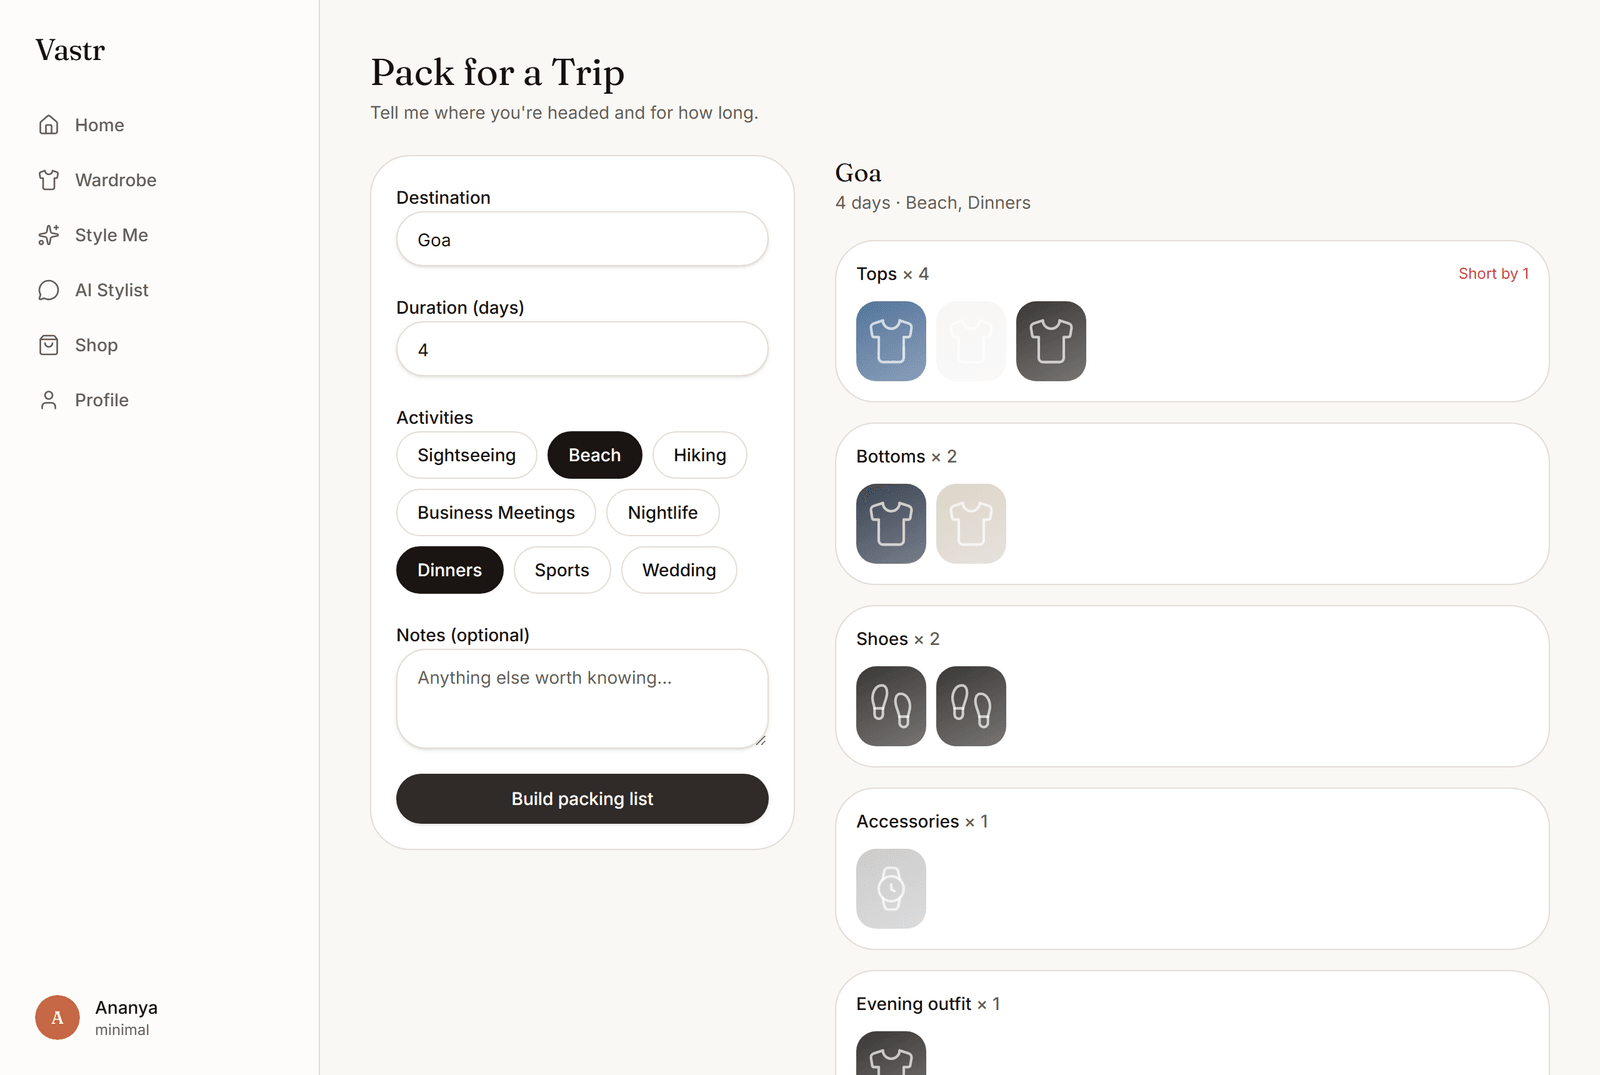 Vastr
Home
Wardrobe
Style Me
AI Stylist
Shop
Profile
A
Ananya
minimal
Pack for a Trip
Tell me where you're headed and for how long.
Destination
Goa
Duration (days)
4
Activities
Sightseeing
Beach
Hiking
Business Meetings
Nightlife
Dinners
Sports
Wedding
Notes (optional)
Anything else worth knowing...
Build packing list
Goa
4 days · Beach, Dinners
Tops × 4
Short by 1
Bottoms × 2
Shoes × 2
Accessories × 1
Evening outfit × 1